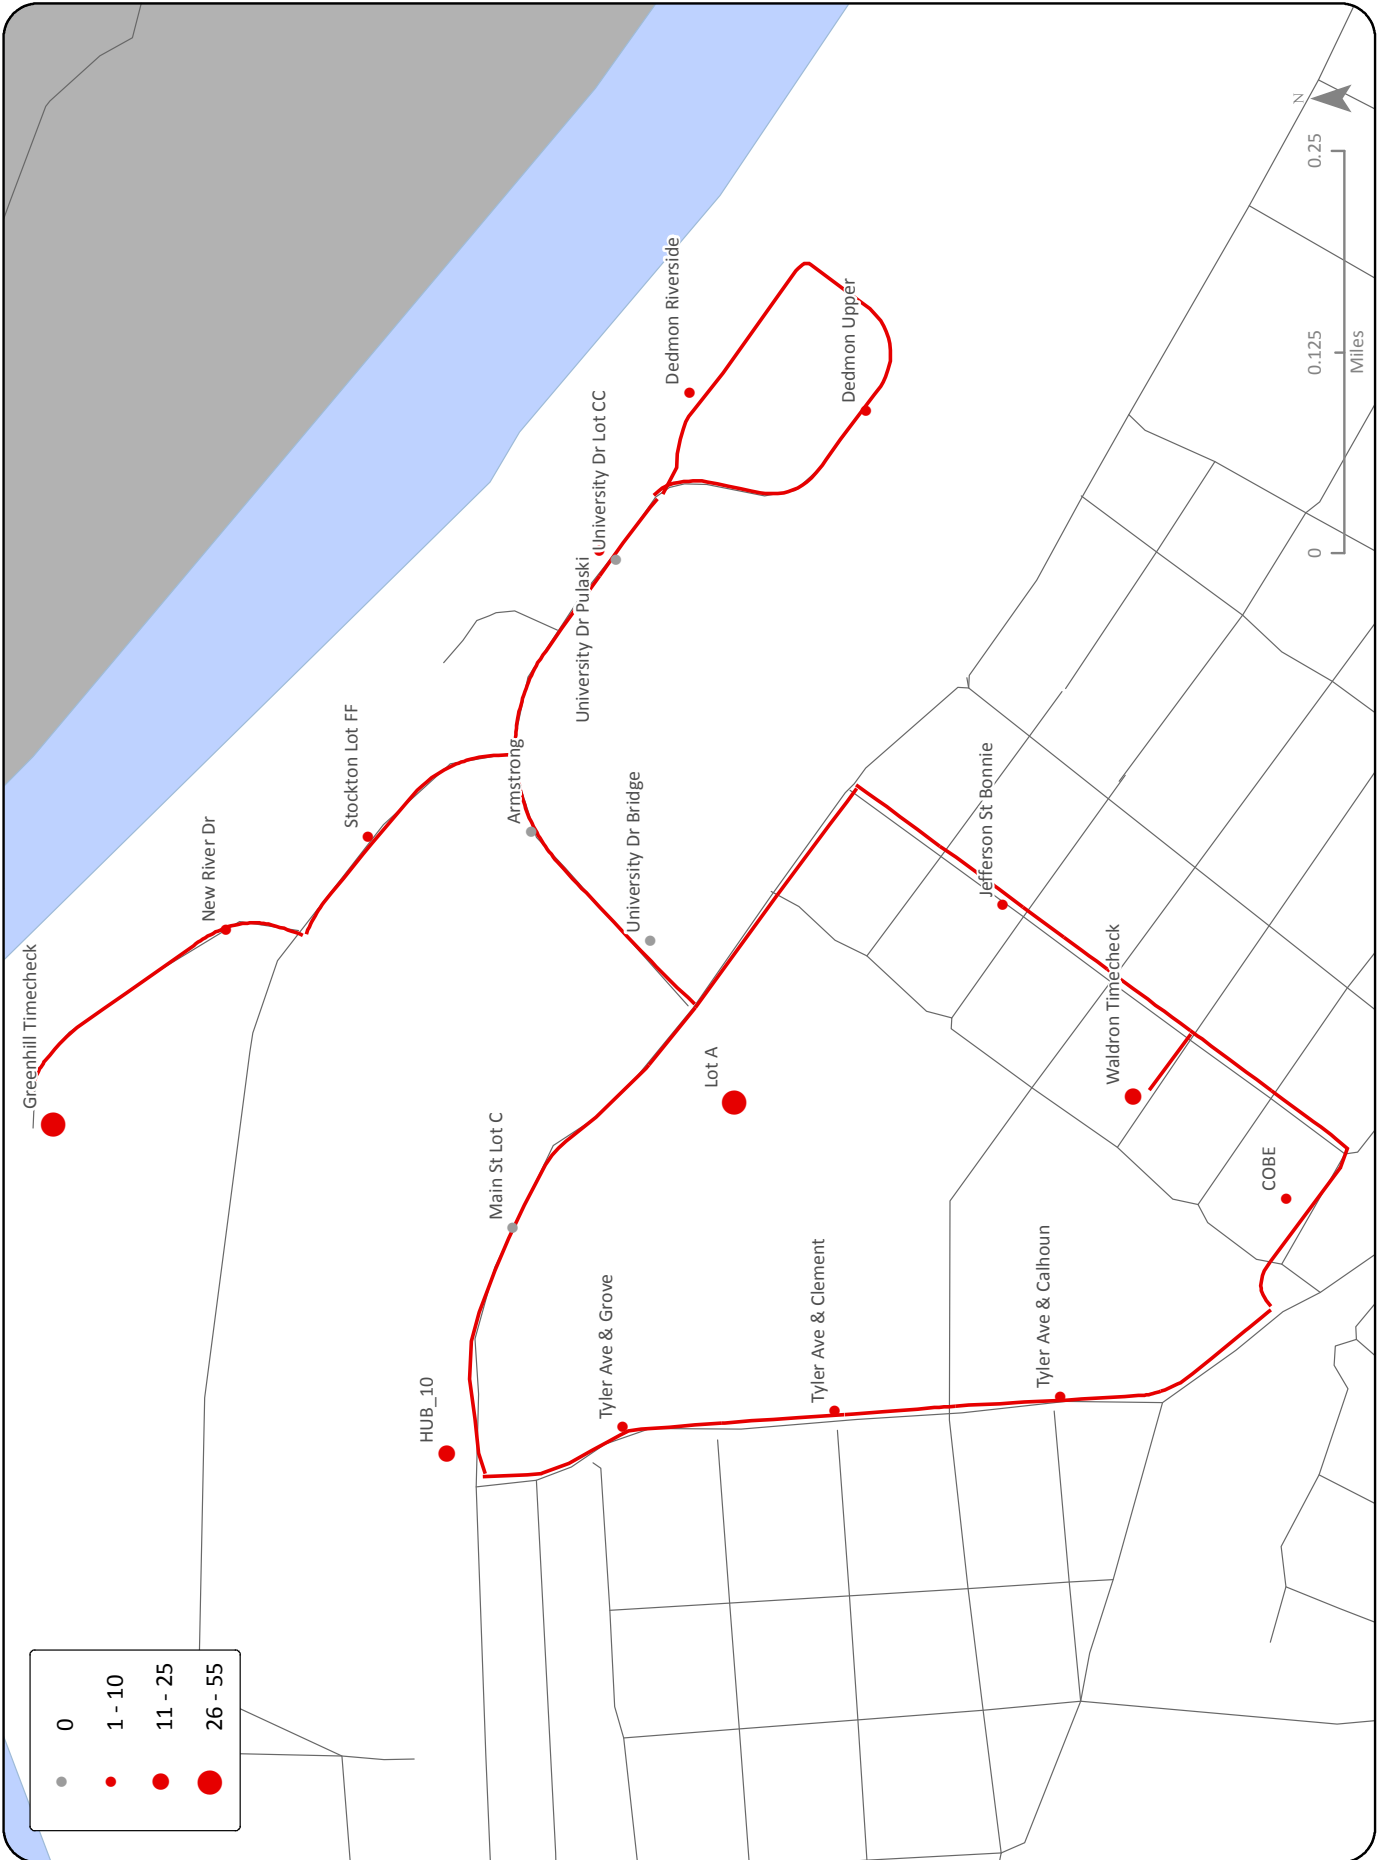 Greenhill Timecheck
New River Dr
Stockton Lot FF
Dedmon Riverside
University Dr Lot CC
University Dr Pulaski
Armstrong
Dedmon Upper
University Dr Bridge
Lot A
Main St Lot C
HUB_10
Tyler Ave & Grove
Tyler Ave & Clement
Tyler Ave & Calhoun
Jefferson St Bonnie
Waldron Timecheck
COBE
0
1 - 10
11 - 25
26 - 55
N
0 0.125 0.25
Miles